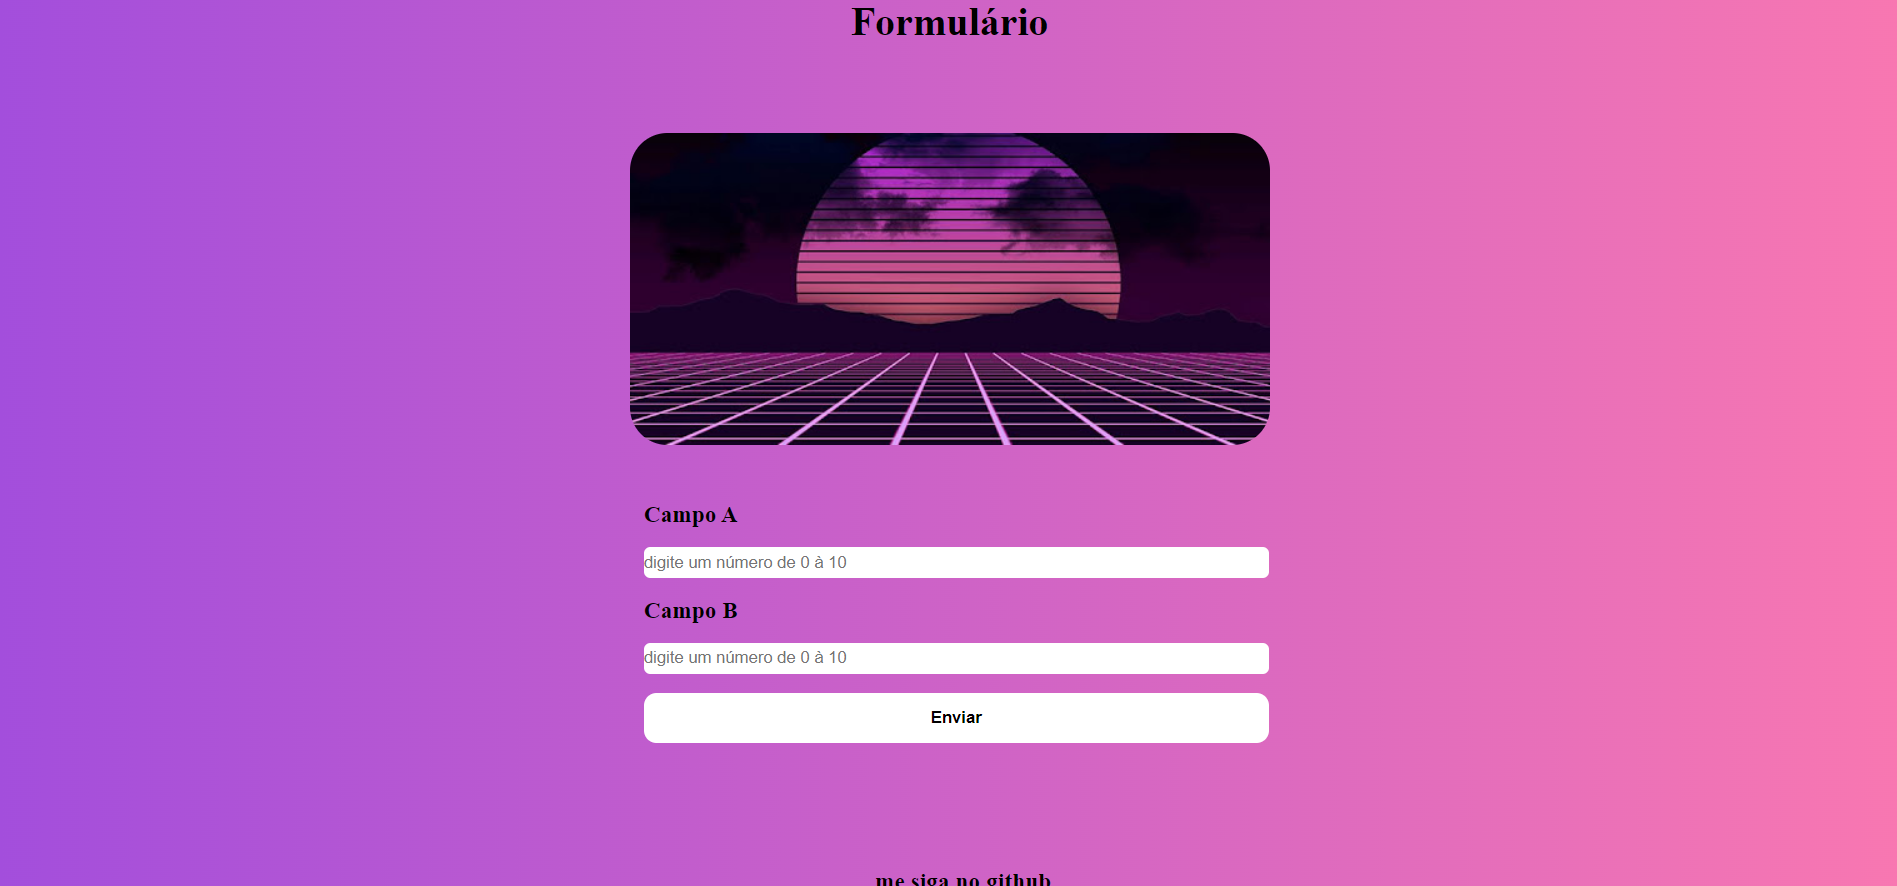 Formulário
Campo A
digite um número de 0 à 10
Campo B
digite um número de 0 à 10
Enviar
me siga no github